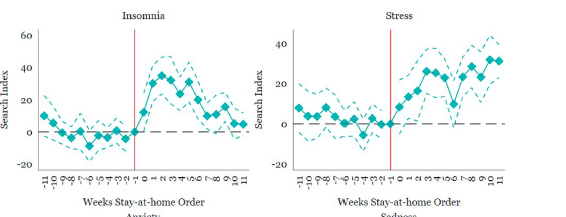 Insomnia
Stress
60
40
20
0
-20
Search Index
-11 -10 -9 -8 -7 -6 -5 -4 -3 -2 -1 0 1 2 3 4 5 6 7 8 9 10 11
Weeks Stay-at-home Order
40
20
0
-20
Search Index
-11 -10 -9 -8 -7 -6 -5 -4 -3 -2 -1 0 1 2 3 4 5 6 7 8 9 10 11
Weeks Stay-at-home Order
Anxiety
Sadness